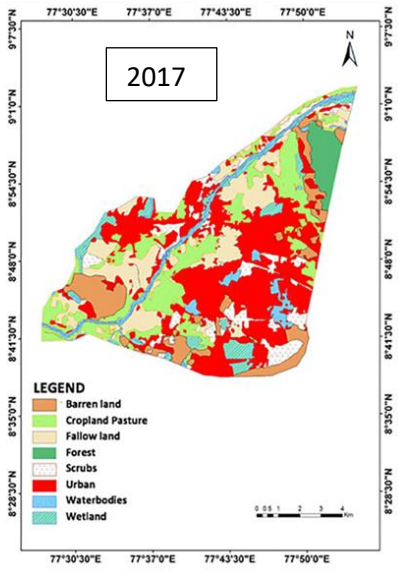 77°30'30"E 77°37'0"E 77°43'30"E 77°50'0"E
2017
N
9°7'30"N 9°7'30"N
9°1'0"N 9°1'0"N
8°54'30"N 8°54'30"N
8°48'0"N 8°48'0"N
8°41'30"N 8°41'30"N
8°35'0"N 8°35'0"N
8°28'30"N 8°28'30"N
LEGEND
Barren land
Cropland Pasture
Fallow land
Forest
Scrubs
Urban
Waterbodies
Wetland
0 0.5 1 2 3 4
Km
77°30'30"E 77°37'0"E 77°43'30"E 77°50'0"E